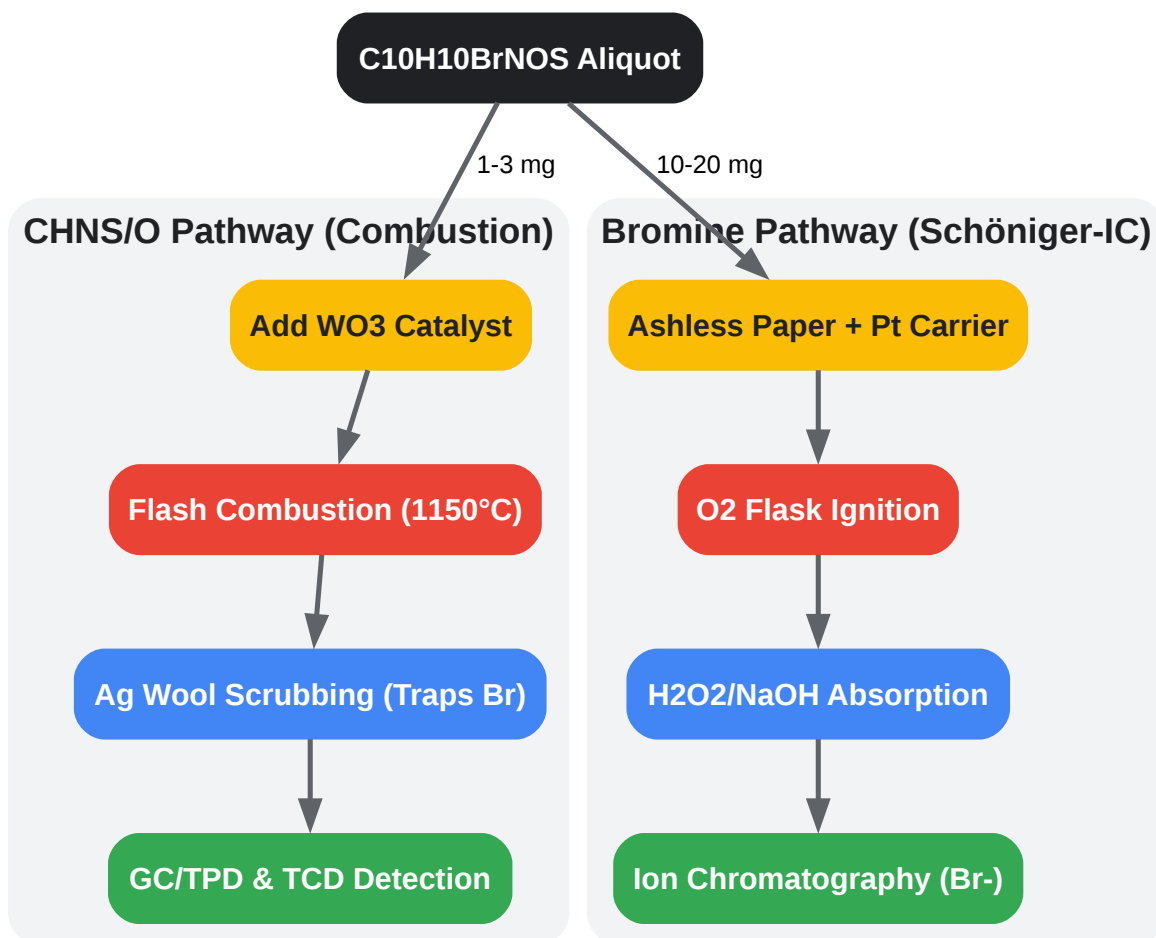 C10H10BrNOS Aliquot
1-3 mg
10-20 mg
CHNS/O Pathway (Combustion)
Bromine Pathway (Schöniger-IC)
Add WO3 Catalyst
Ashless Paper + Pt Carrier
Flash Combustion (1150°C)
O2 Flask Ignition
Ag Wool Scrubbing (Traps Br)
H2O2/NaOH Absorption
GC/TPD & TCD Detection
Ion Chromatography (Br-)